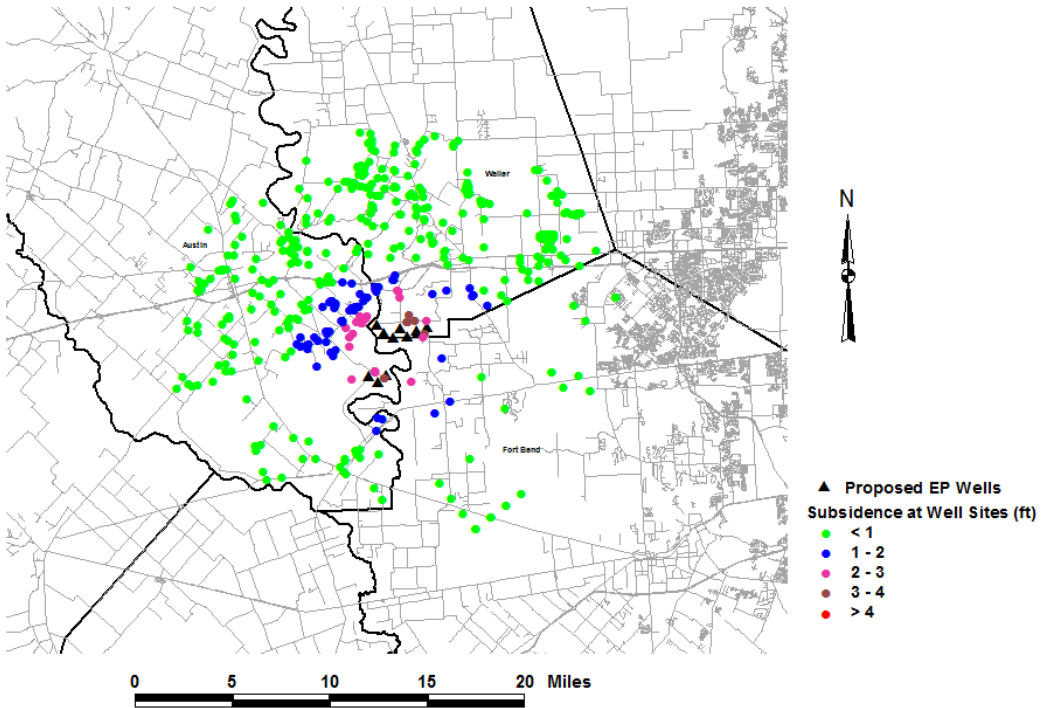 Waller
Austin
Fort Bend
N
Proposed EP Wells
Subsidence at Well Sites (ft)
< 1
1 - 2
2 - 3
3 - 4
> 4
0 5 10 15 20 Miles